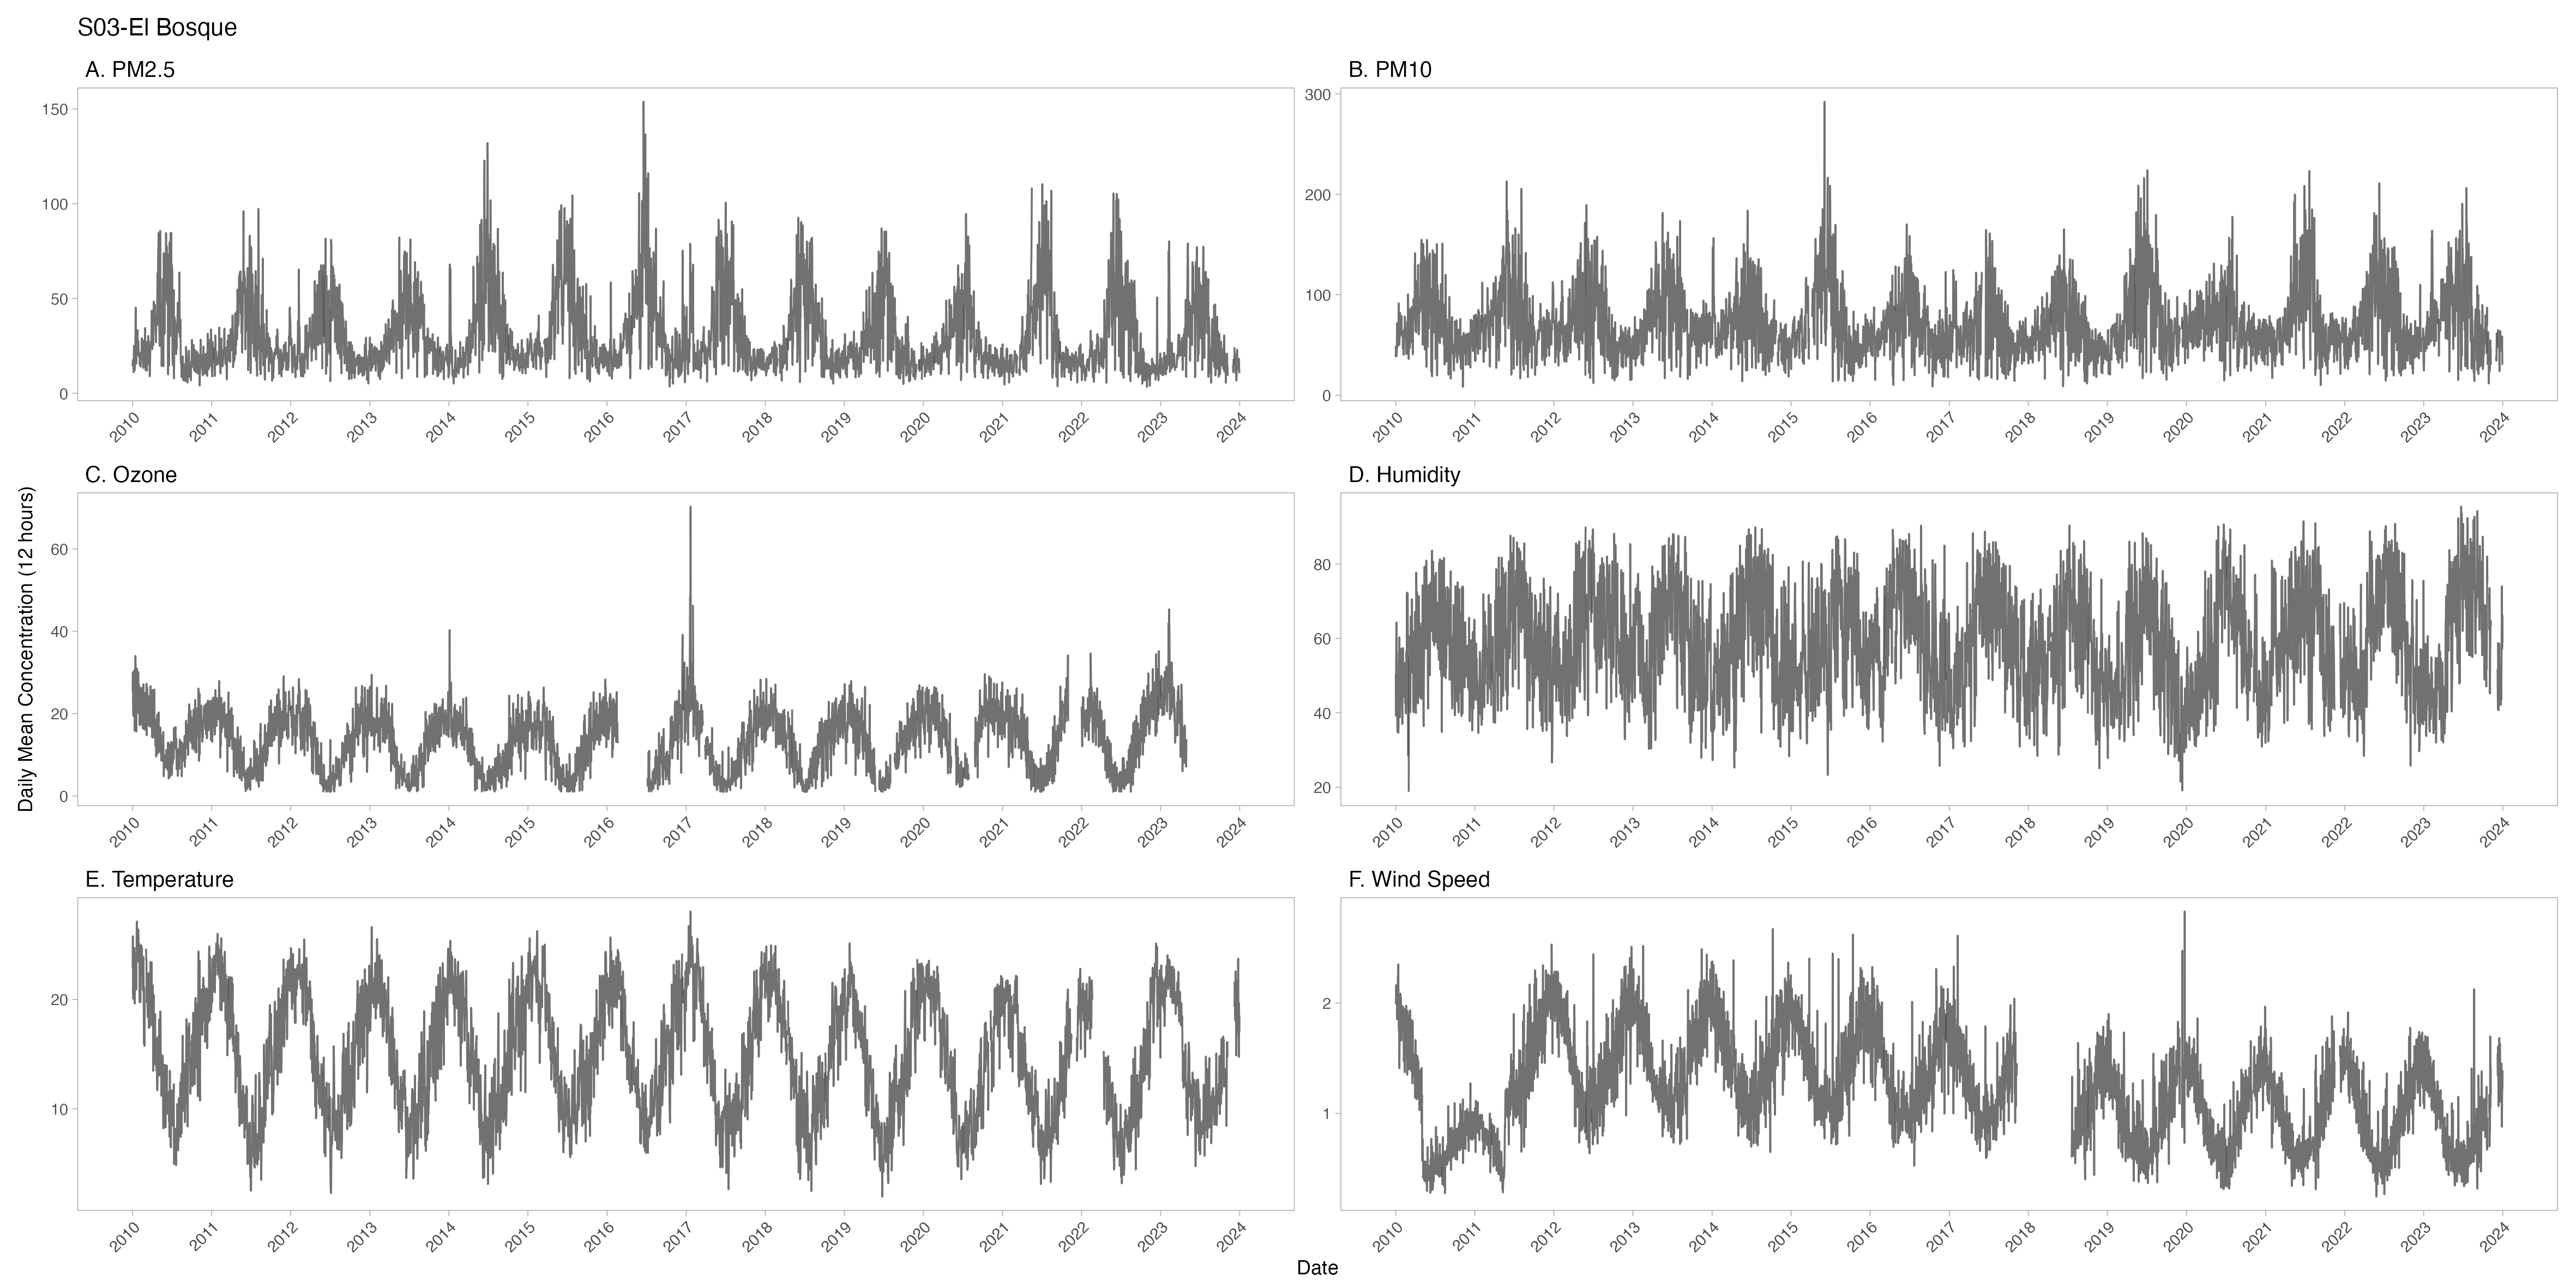 S03-El Bosque
A. PM2.5
150
100
50
0
2010 2011 2012 2013 2014 2015 2016 2017 2018 2019 2020 2021 2022 2023 2024
B. PM10
300
200
100
0
2010 2011 2012 2013 2014 2015 2016 2017 2018 2019 2020 2021 2022 2023 2024
Daily Mean Concentration (12 hours)
C. Ozone
60
40
20
0
2010 2011 2012 2013 2014 2015 2016 2017 2018 2019 2020 2021 2022 2023 2024
D. Humidity
80
60
40
20
2010 2011 2012 2013 2014 2015 2016 2017 2018 2019 2020 2021 2022 2023 2024
E. Temperature
20
10
2010 2011 2012 2013 2014 2015 2016 2017 2018 2019 2020 2021 2022 2023 2024
F. Wind Speed
2
1
2010 2011 2012 2013 2014 2015 2016 2017 2018 2019 2020 2021 2022 2023 2024
Date